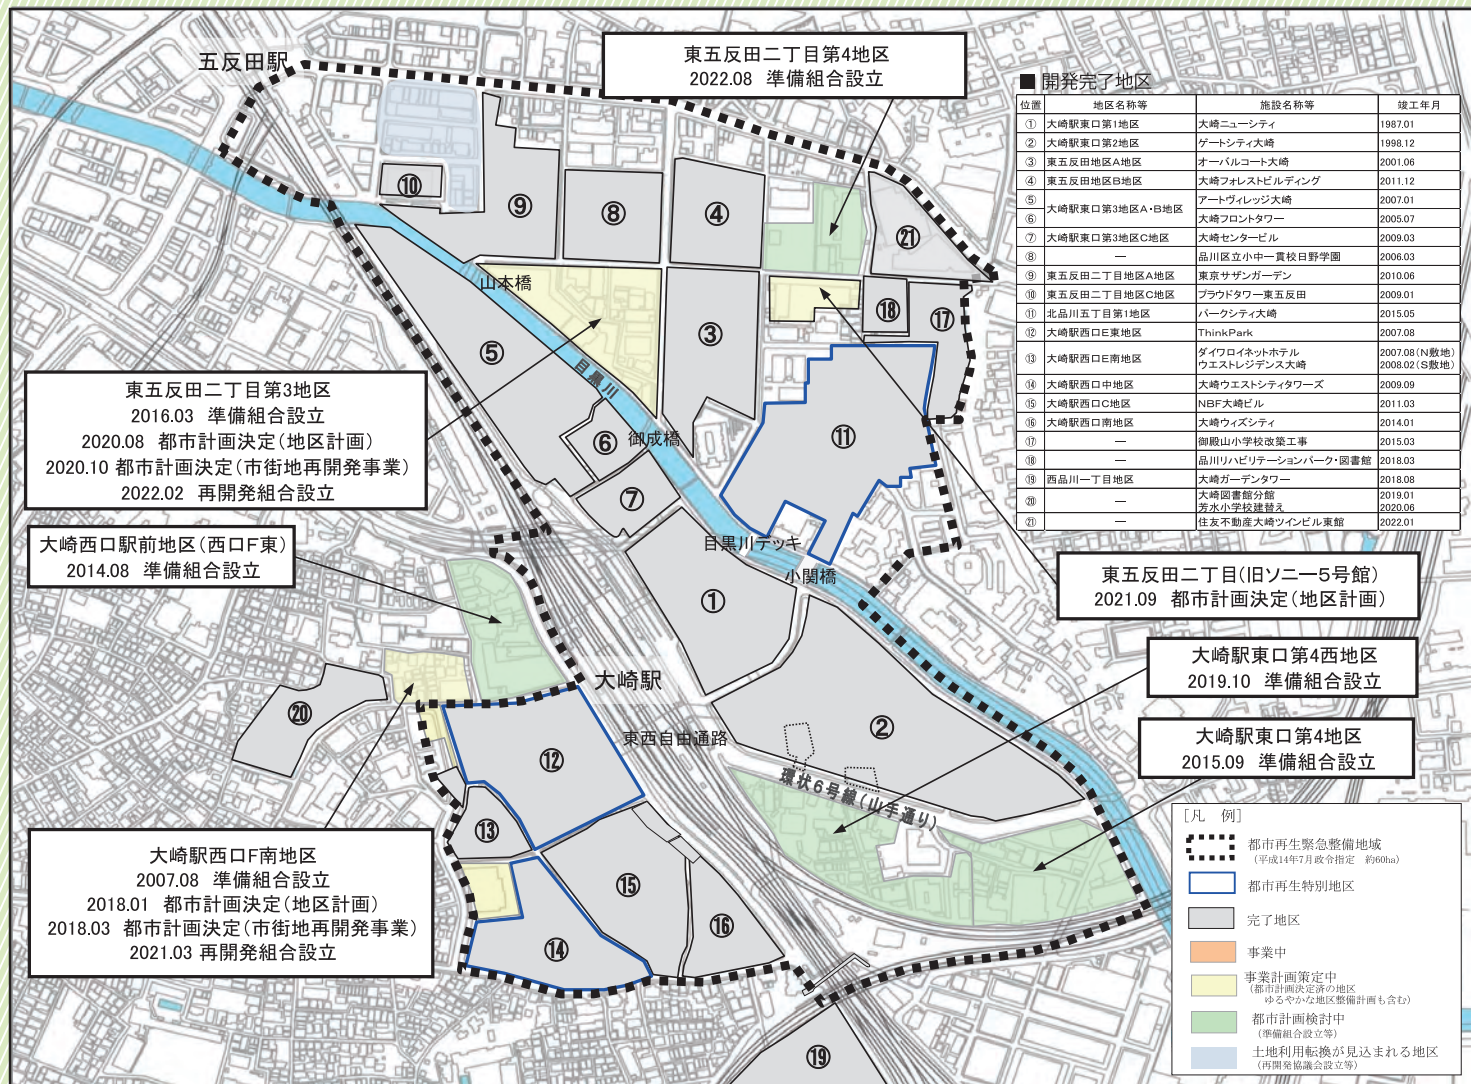 五反田駅
東五反田二丁目第4地区
2022.08 準備組合設立
■ 開発完了地区
位置 地区名称等 施設名称等 竣工年月
① 大崎駅東口第1地区 大崎ニューシティ 1987.01
② 大崎駅東口第2地区 ゲートシティ大崎 1998.12
③ 東五反田地区A地区 オーバルコート大崎 2001.06
④ 東五反田地区B地区 大崎フォレストビルディング 2011.12
⑤ 大崎駅東口第3地区A・B地区 アートヴィレッジ大崎 2007.01
⑥ 大崎フロントタワー 2005.07
⑦ 大崎駅東口第3地区C地区 大崎センタービル 2009.03
⑧ ― 品川区立小中一貫校日野学園 2006.03
⑨ 東五反田二丁目地区A地区 東京サザンガーデン 2010.06
⑩ 東五反田二丁目地区C地区 プラウドタワー東五反田 2009.01
⑪ 北品川五丁目第1地区 パークシティ大崎 2015.05
⑫ 大崎駅西口E東地区 ThinkPark 2007.08
⑬ 大崎駅西口E南地区 ダイワロイネットホテル 2007.08(N敷地)
ウエストレジデンス大崎 2008.02(S敷地)
⑭ 大崎駅西口中地区 大崎ウエストシティタワーズ 2009.09
⑮ 大崎駅西口C地区 NBF大崎ビル 2011.03
⑯ 大崎駅西口南地区 大崎ウィズシティ 2014.01
⑰ ― 御殿山小学校改築工事 2015.03
⑱ ― 品川リハビリテーションパーク・図書館 2018.03
⑲ 西品川一丁目地区 大崎ガーデンタワー 2018.08
⑳ ― 大崎図書館分館 2019.01
芳水小学校建替え 2020.06
㉑ ― 住友不動産大崎ツインビル東館 2022.01
⑩
⑨
⑧
④
㉑
山本橋
⑱
⑰
③
⑤
目黒川
東五反田二丁目第3地区
2016.03 準備組合設立
2020.08 都市計画決定(地区計画)
2020.10 都市計画決定(市街地再開発事業)
2022.02 再開発組合設立
⑥
御成橋
⑪
⑦
大崎西口駅前地区(西口F東)
2014.08 準備組合設立
目黒川デッキ
小関橋
東五反田二丁目(旧ソニー5号館)
2021.09 都市計画決定(地区計画)
①
大崎駅東口第4西地区
2019.10 準備組合設立
大崎駅
⑳
②
東西自由通路
⑫
大崎駅東口第4地区
2015.09 準備組合設立
環状6号線(山手通り)
⑬
大崎駅西口F南地区
2007.08 準備組合設立
2018.01 都市計画決定(地区計画)
2018.03 都市計画決定(市街地再開発事業)
2021.03 再開発組合設立
⑮
⑯
⑭
⑲
[凡 例]
都市再生緊急整備地域
(平成14年7月政令指定 約60ha)
都市再生特別地区
完了地区
事業中
事業計画策定中
(都市計画決定済の地区
ゆるやかな地区整備計画も含む)
都市計画検討中
(準備組合設立等)
土地利用転換が見込まれる地区
(再開発協議会設立等)